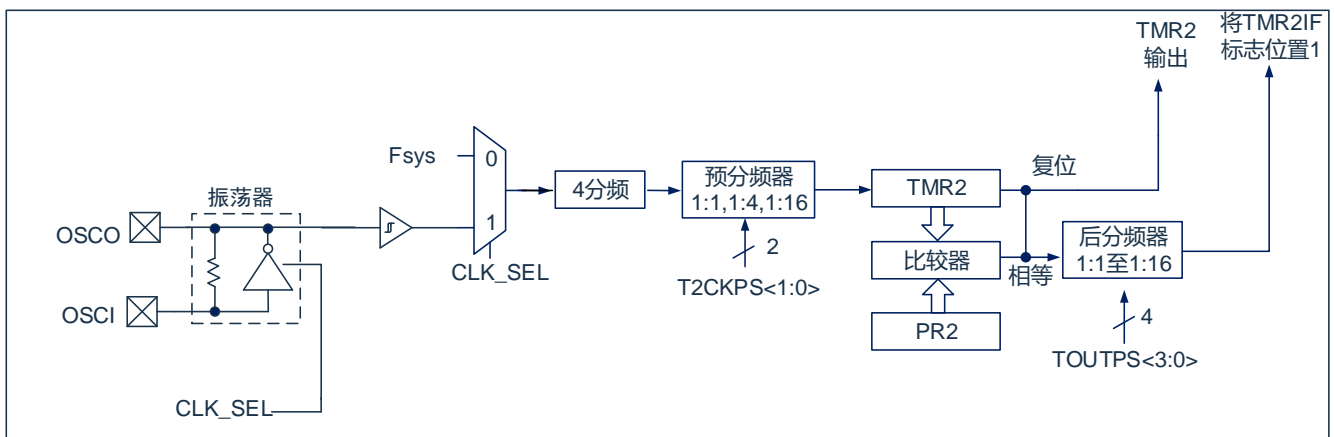 TMR2
输出
将TMR2IF
标志位置1
Fsys
0
1
CLK_SEL
4分频
预分频器
1:1,1:4,1:16
2
T2CKPS<1:0>
TMR2
复位
比较器
相等
PR2
后分频器
1:1至1:16
4
TOUTPS<3:0>
振荡器
OSCO
OSCI
CLK_SEL